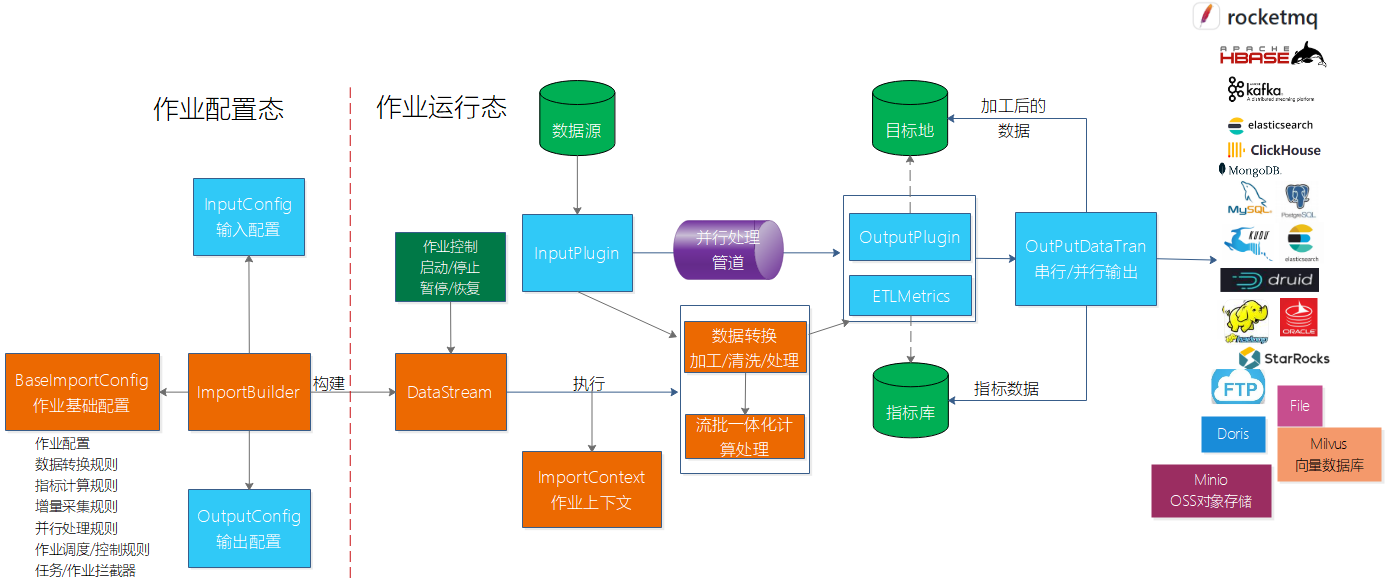 作业配置态
InputConfig
输入配置
BaseImportConfig
作业基础配置
ImportBuilder
构建
作业配置
数据转换规则
指标计算规则
增量采集规则
并行处理规则
作业调度/控制规则
任务/作业拦截器
OutputConfig
输出配置
作业运行态
数据源
InputPlugin
并行处理
管道
作业控制
启动/停止
暂停/恢复
DataStream
执行
ImportContext
作业上下文
数据转换
加工/清洗/处理
流批一体化计
算处理
目标地
OutputPlugin
ETLMetrics
指标库
加工后的
数据
OutPutDataTran
串行/并行输出
指标数据
rocketmq
APACHE
HBASE
kafka
A distributed streaming platform
elasticsearch
ClickHouse
MongoDB.
MySQL
PostgreSQL
KUDU
elasticsearch
druid
hadoop
ORACLE
StarRocks
FTP
File
Doris
Milvus
向量数据库
Minio
OSS对象存储